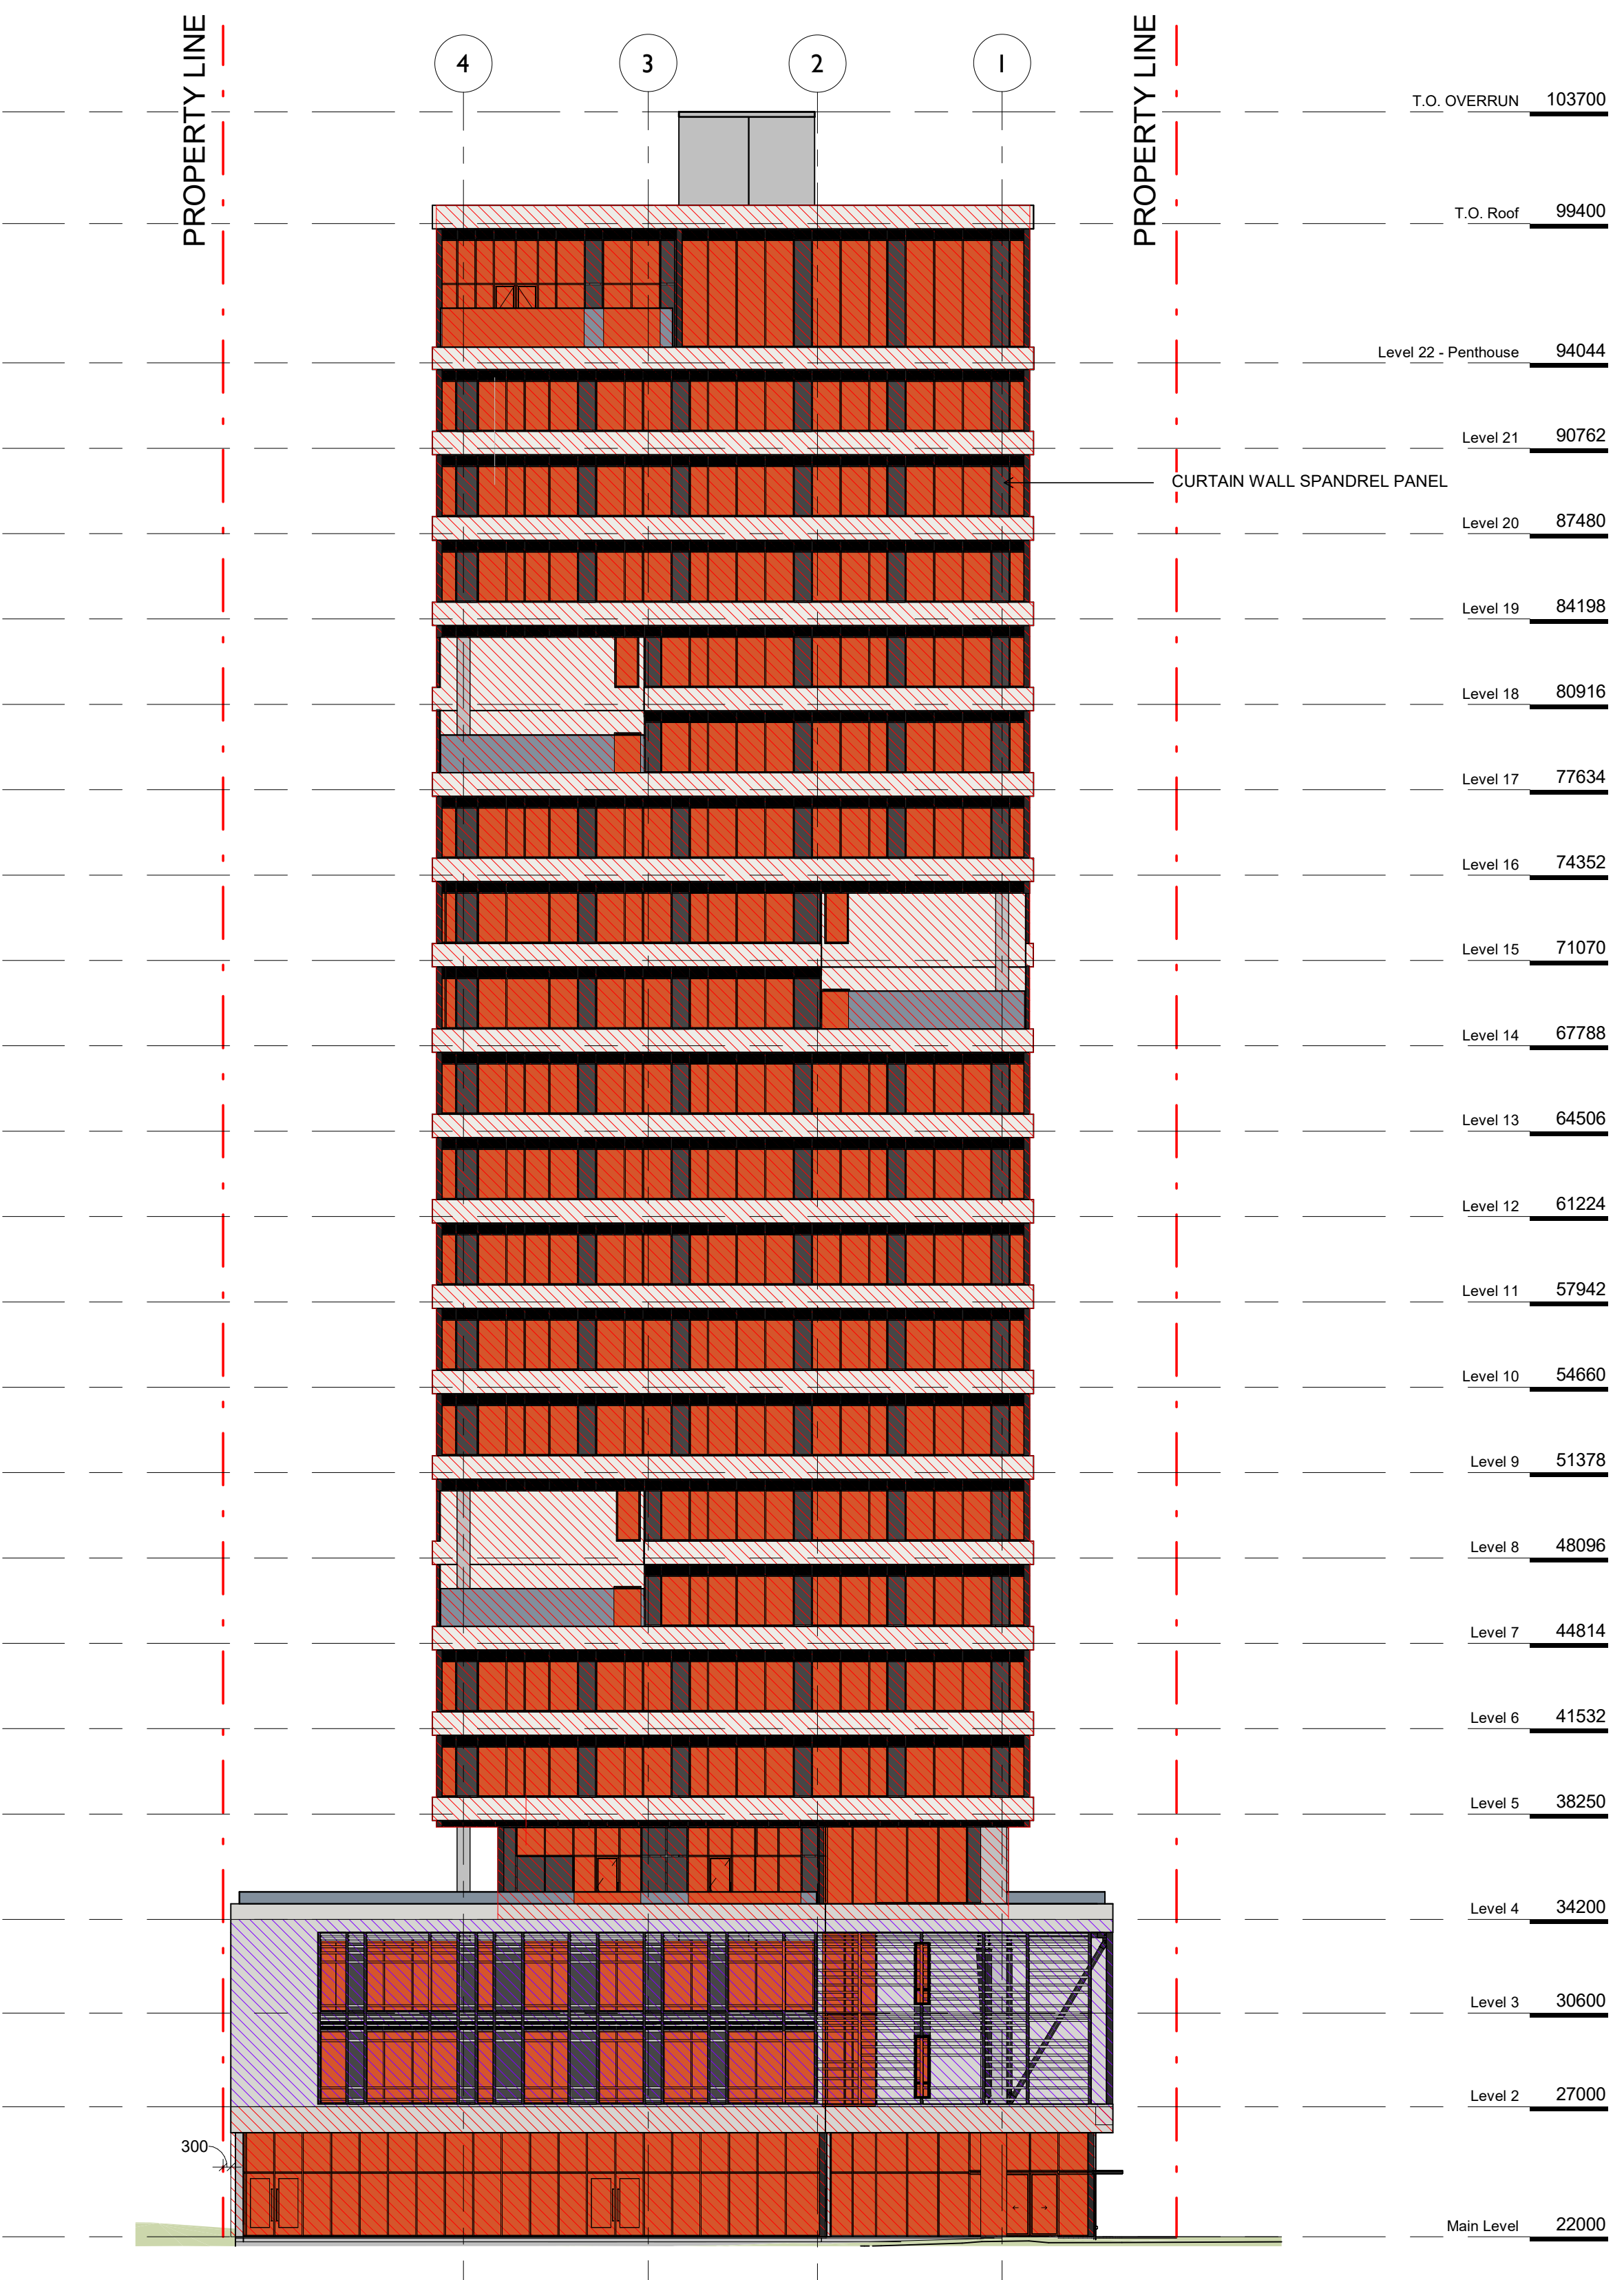 PROPERTY LINE
4
3
2
1
PROPERTY LINE
T.O. OVERRUN 103700
T.O. Roof 99400
Level 22 - Penthouse 94044
Level 21 90762
CURTAIN WALL SPANDREL PANEL
Level 20 87480
Level 19 84198
Level 18 80916
Level 17 77634
Level 16 74352
Level 15 71070
Level 14 67788
Level 13 64506
Level 12 61224
Level 11 57942
Level 10 54660
Level 9 51378
Level 8 48096
Level 7 44814
Level 6 41532
Level 5 38250
Level 4 34200
Level 3 30600
Level 2 27000
300
Main Level 22000